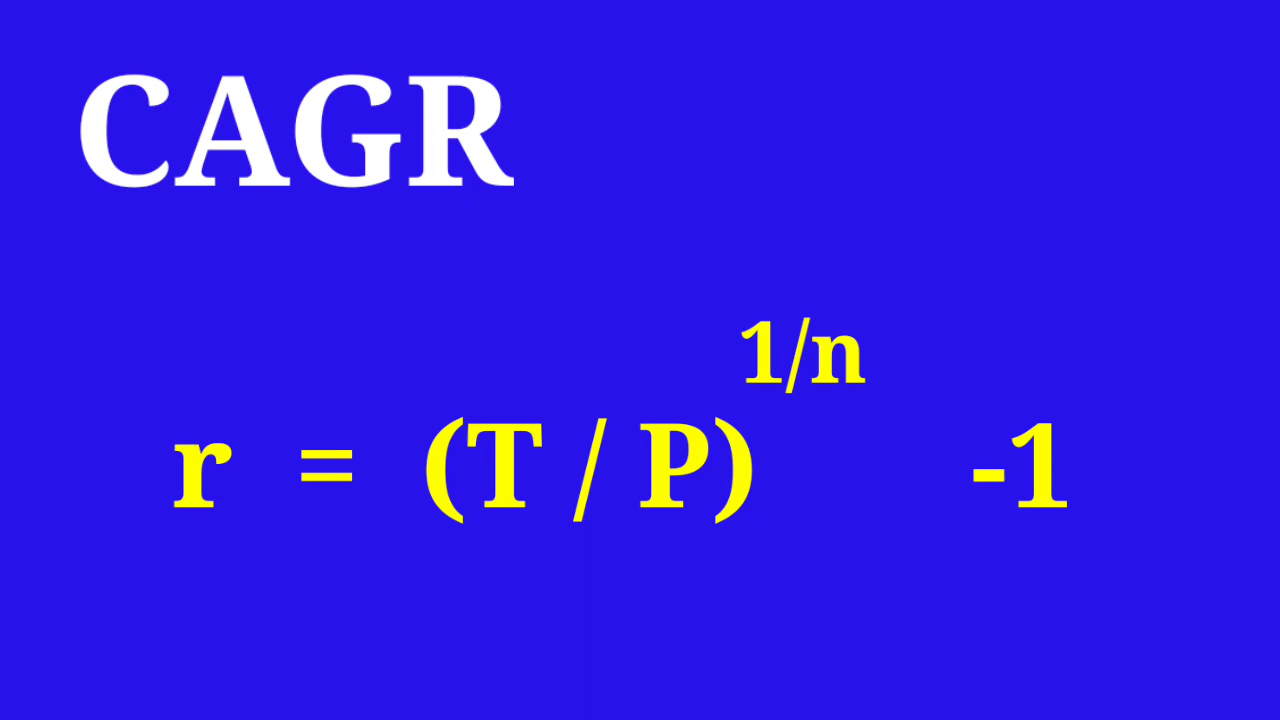 CAGR
r = (T / P)^1/n -1